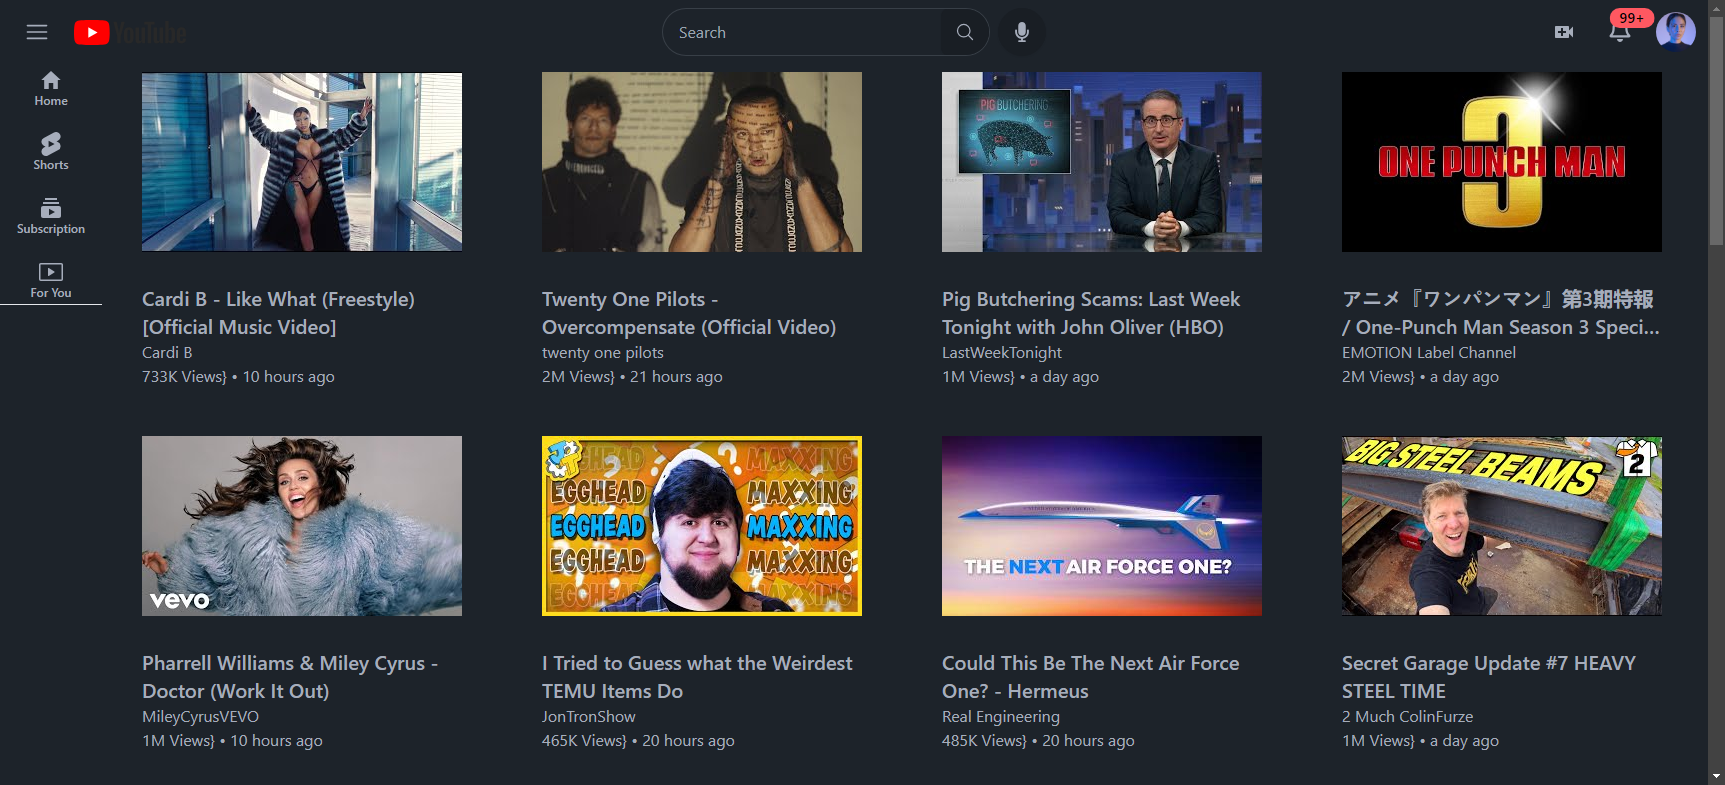 YouTube
Search
99+
Home
Shorts
Subscription
For You
PIG BUTCHERING
3
ONE PUNCH MAN
Cardi B - Like What (Freestyle)
[Official Music Video]
Cardi B
733K Views} • 10 hours ago
Twenty One Pilots -
Overcompensate (Official Video)
twenty one pilots
2M Views} • 21 hours ago
Pig Butchering Scams: Last Week
Tonight with John Oliver (HBO)
LastWeekTonight
1M Views} • a day ago
アニメ『ワンパンマン』第3期特報
/ One-Punch Man Season 3 Speci...
EMOTION Label Channel
2M Views} • a day ago
vevo
JT
EGGHEAD MAXXING
EGGHEAD MAXXING
EGGHEAD MAXXING
EGGHEAD MAXXING
EGGHEAD MAXXING
THE NEXT AIR FORCE ONE?
BIG STEEL BEAMS
2
Pharrell Williams & Miley Cyrus -
Doctor (Work It Out)
MileyCyrusVEVO
1M Views} • 10 hours ago
I Tried to Guess what the Weirdest
TEMU Items Do
JonTronShow
465K Views} • 20 hours ago
Could This Be The Next Air Force
One? - Hermeus
Real Engineering
485K Views} • 20 hours ago
Secret Garage Update #7 HEAVY
STEEL TIME
2 Much ColinFurze
1M Views} • a day ago